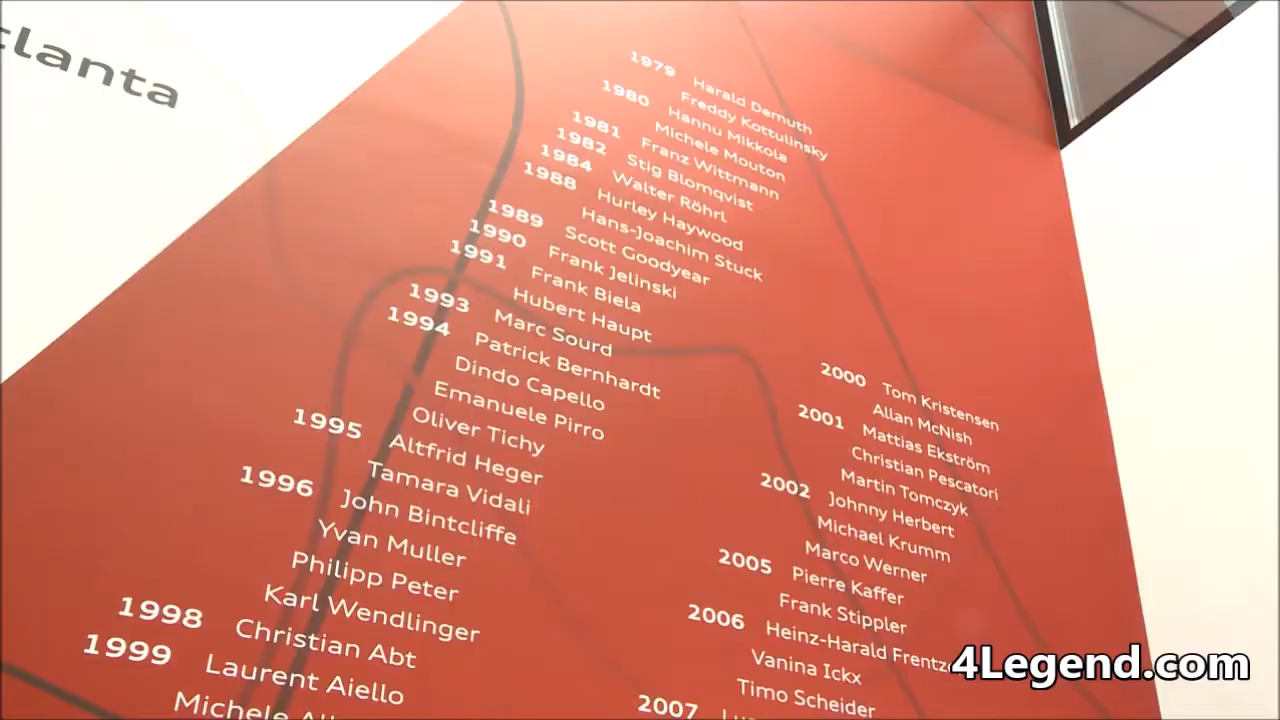 tlanta
1979 Harald Demuth
Freddy Kottulinsky
1980 Hannu Mikkola
Michele Mouton
1981 Franz Wittmann
1982 Stig Blomqvist
1984 Walter Röhrl
1988 Hurley Haywood
Hans-Joachim Stuck
1989 Scott Goodyear
1990 Frank Jelinski
1991 Frank Biela
Hubert Haupt
1993 Marc Sourd
1994 Patrick Bernhardt
Dindo Capello
Emanuele Pirro
Oliver Tichy
1995 Altfrid Heger
Tamara Vidali
1996 John Bintcliffe
Yvan Muller
Philipp Peter
Karl Wendlinger
1998 Christian Abt
1999 Laurent Aiello
Michele
2000 Tom Kristensen
Allan McNish
2001 Mattias Ekström
Christian Pescatori
Martin Tomczyk
2002 Johnny Herbert
Michael Krumm
Marco Werner
2005 Pierre Kaffer
Frank Stippler
2006 Heinz-Harald
Vanina Ickx
Timo Scheider
2007
4Legend.com